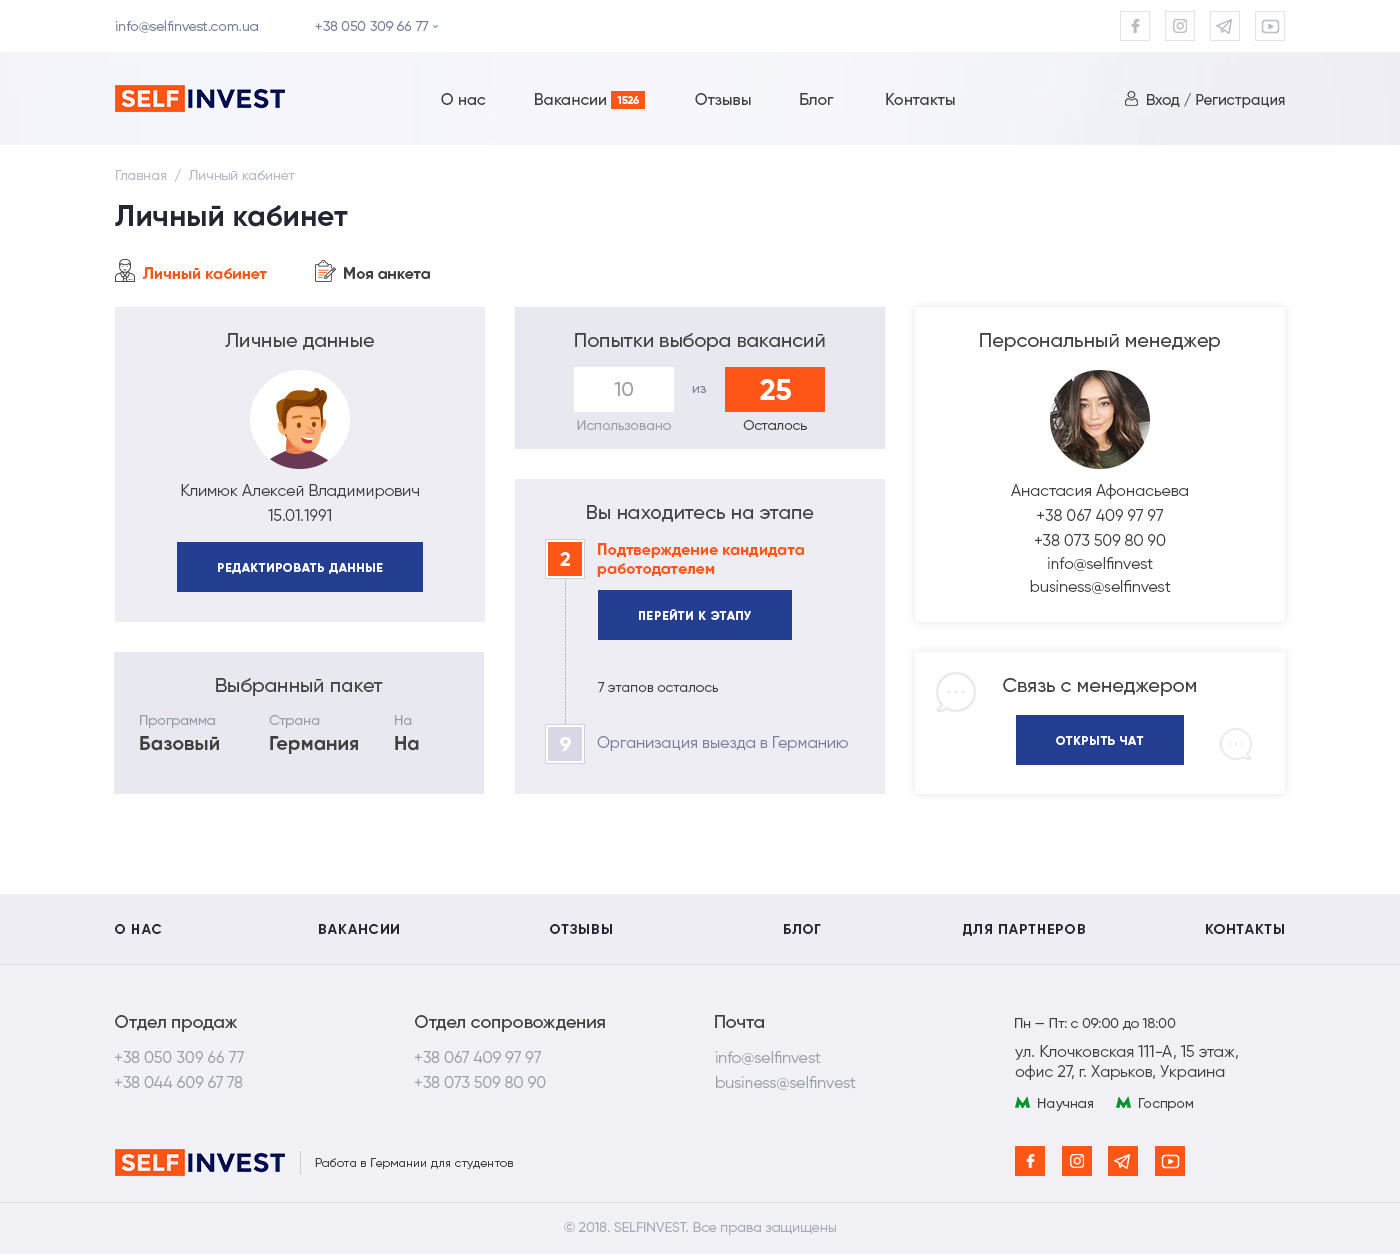 info@selfinvest.com.ua
+38 050 309 66 77
SELFINVEST
О нас
Вакансии 1526
Отзывы
Блог
Контакты
Вход / Регистрация
Главная / Личный кабинет
Личный кабинет
Личный кабинет
Моя анкета
Личные данные
Климюк Алексей Владимирович
15.01.1991
РЕДАКТИРОВАТЬ ДАННЫЕ
Выбранный пакет
Программа
Базовый
Страна
Германия
На
На
Попытки выбора вакансий
10
из
25
Использовано
Осталось
Вы находитесь на этапе
2
Подтверждение кандидата
работодателем
ПЕРЕЙТИ К ЭТАПУ
7 этапов осталось
9
Организация выезда в Германию
Персональный менеджер
Анастасия Афонасьева
+38 067 409 97 97
+38 073 509 80 90
info@selfinvest
business@selfinvest
Связь с менеджером
ОТКРЫТЬ ЧАТ
О НАС
ВАКАНСИИ
ОТЗЫВЫ
БЛОГ
ДЛЯ ПАРТНЕРОВ
КОНТАКТЫ
Отдел продаж
+38 050 309 66 77
+38 044 609 67 78
Отдел сопровождения
+38 067 409 97 97
+38 073 509 80 90
Почта
info@selfinvest
business@selfinvest
Пн — Пт: с 09:00 до 18:00
ул. Клочковская 111-А, 15 этаж,
офис 27, г. Харьков, Украина
Научная
Госпром
SELFINVEST
Работа в Германии для студентов
© 2018. SELFINVEST. Все права защищены